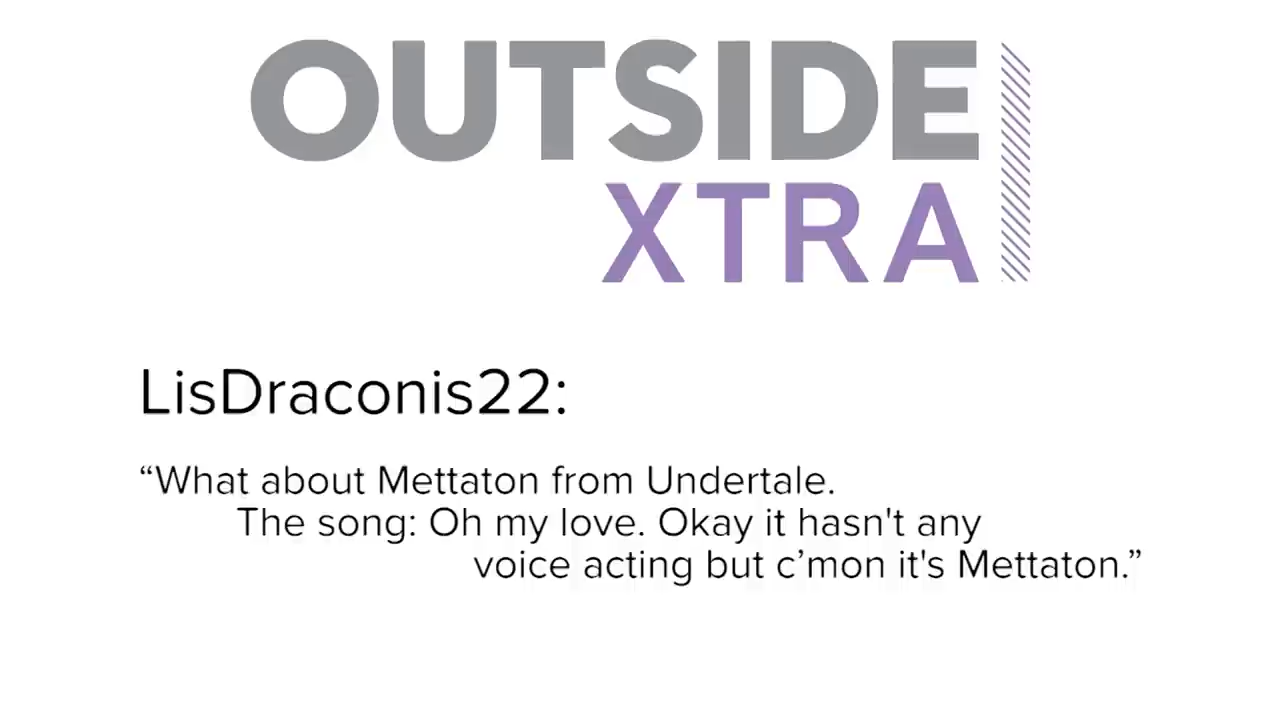 OUTSIDE
XTRA
LisDraconis22:
“What about Mettaton from Undertale.
The song: Oh my love. Okay it hasn't any
voice acting but c’mon it's Mettaton.”